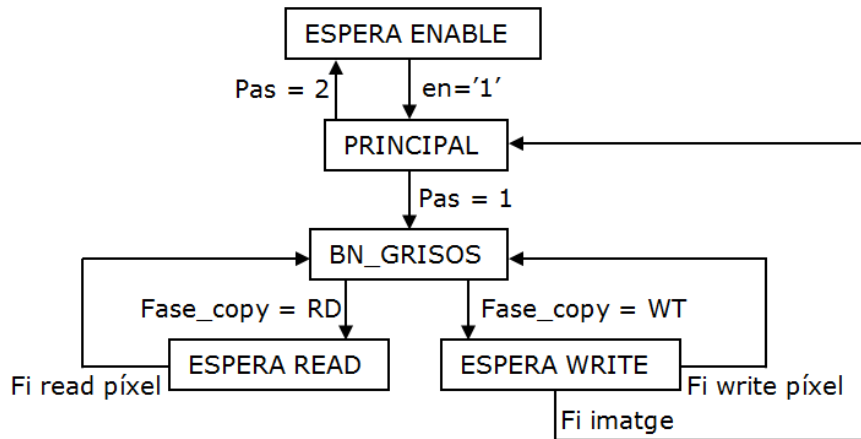 ESPERA ENABLE
Pas = 2
en=’1’
PRINCIPAL
Pas = 1
BN_GRISOS
Fase_copy = RD
Fase_copy = WT
ESPERA READ
ESPERA WRITE
Fi read píxel
Fi write píxel
Fi imatge